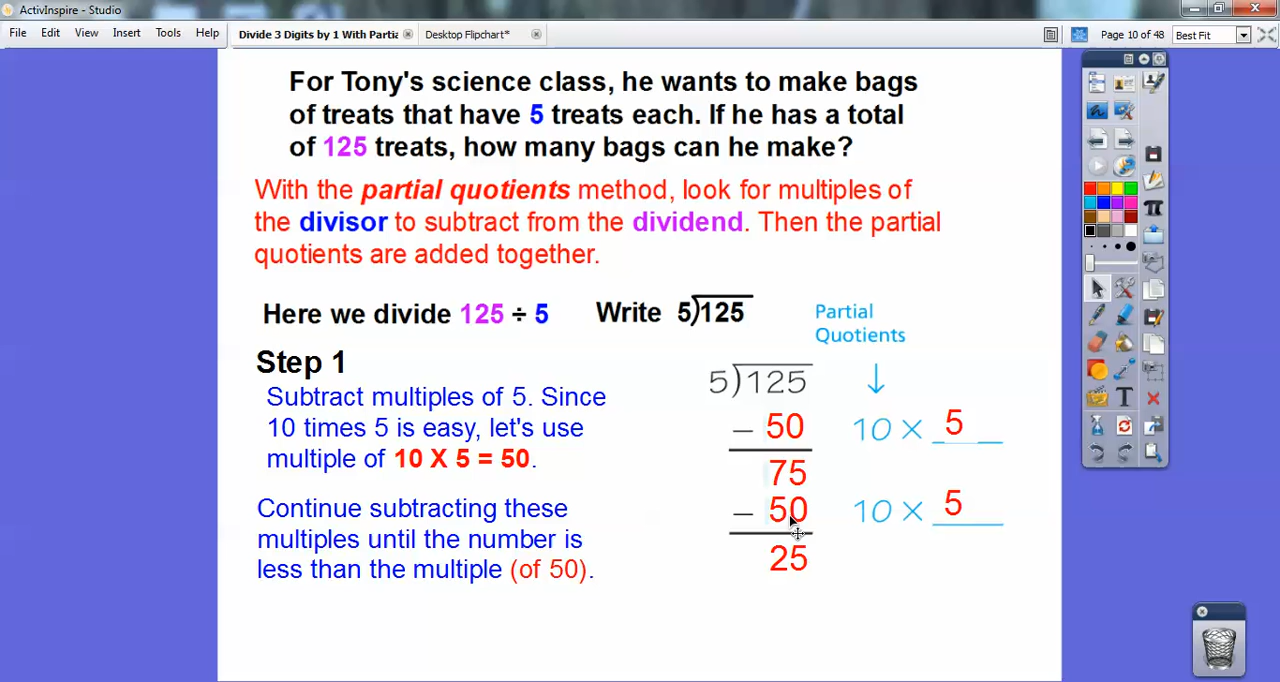 ActivInspire - Studio
File Edit View Insert Tools Help
Divide 3 Digits by 1 With Partia
Desktop Flipchart*
Page 10 of 48
Best Fit
For Tony's science class, he wants to make bags
of treats that have 5 treats each. If he has a total
of 125 treats, how many bags can he make?
With the partial quotients method, look for multiples of
the divisor to subtract from the dividend. Then the partial
quotients are added together.
Here we divide 125 ÷ 5 Write 5)125
Partial
Quotients
↓
Step 1
Subtract multiples of 5. Since
10 times 5 is easy, let's use
multiple of 10 X 5 = 50.
Continue subtracting these
multiples until the number is
less than the multiple (of 50).
5)125
− 50 10 × 5
75
− 50 10 × 5
25